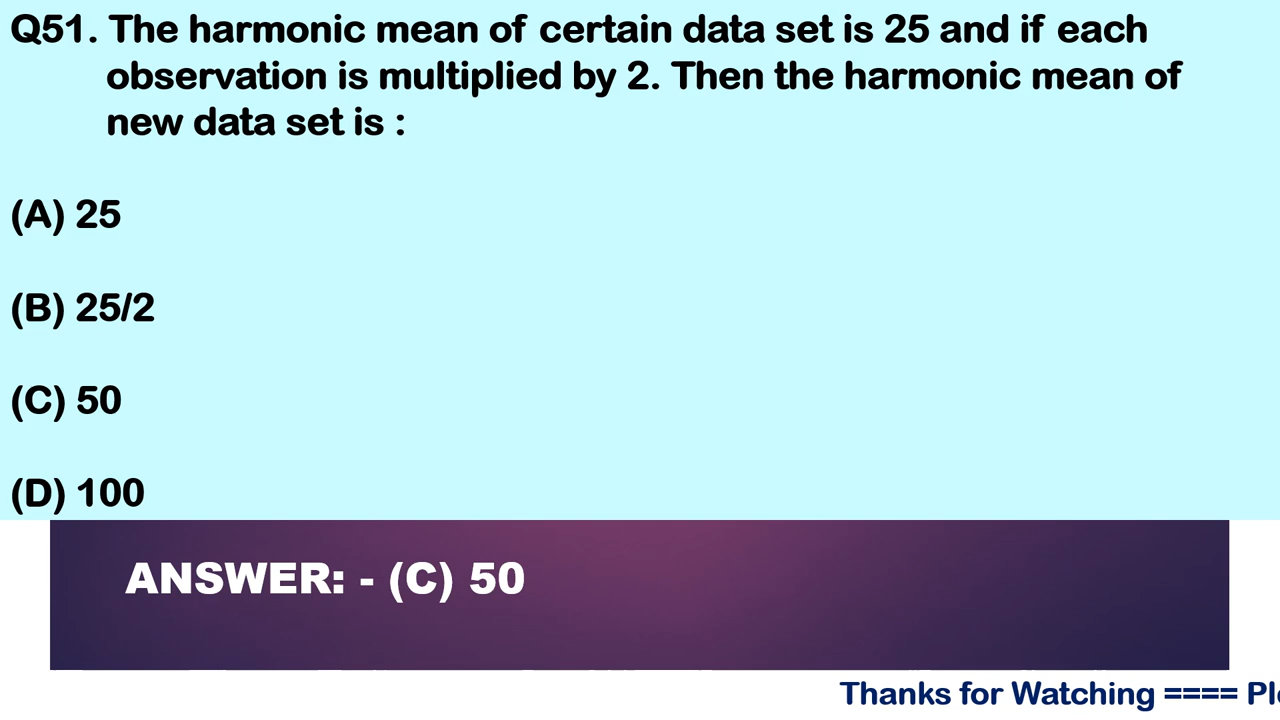 Q51. The harmonic mean of certain data set is 25 and if each
observation is multiplied by 2. Then the harmonic mean of
new data set is :
(A) 25
(B) 25/2
(C) 50
(D) 100
ANSWER: - (C) 50
Thanks for Watching ==== Ple